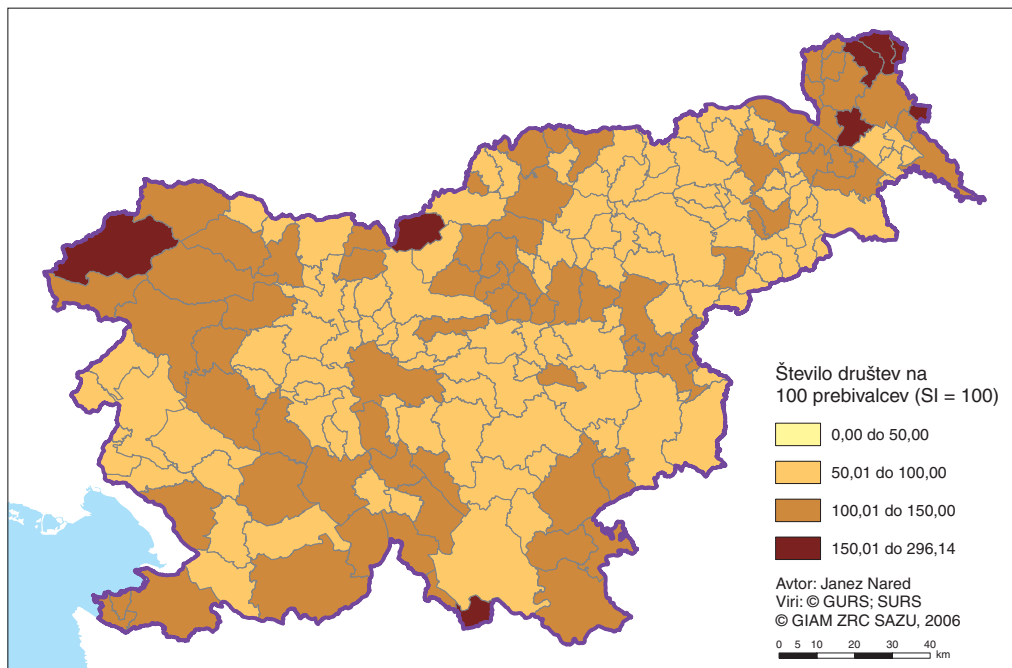 Število društev na
100 prebivalcev (SI = 100)
0,00 do 50,00
50,01 do 100,00
100,01 do 150,00
150,01 do 296,14
Avtor: Janez Nared
Viri: © GURS; SURS
© GIAM ZRC SAZU, 2006
0 5 10 20 30 40
km